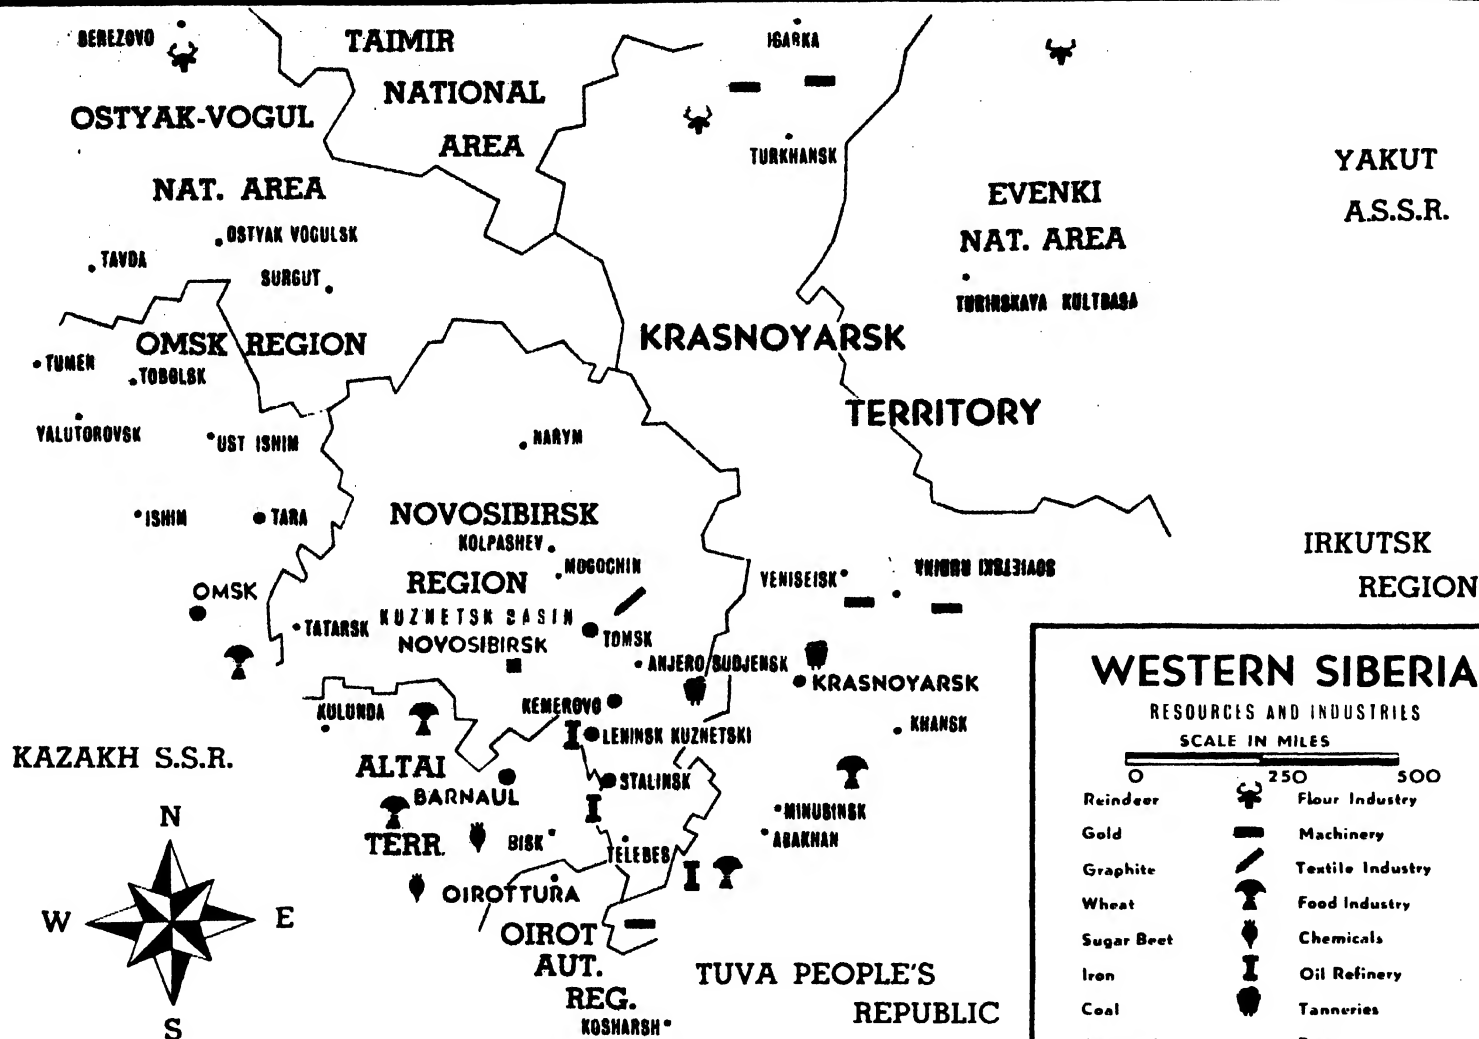 BEREZOVO
TAIMIR
NATIONAL
AREA
IGARKA
OSTYAK-VOGUL
NAT. AREA
TURKHANSK
YAKUT
A.S.S.R.
EVENKI
NAT. AREA
OSTYAK VOGULSK
TAVDA
SURGUT
TURINSKAYA KULTBASA
OMSK REGION
KRASNOYARSK
TERRITORY
TUMEN
TOBOLSK
VALUTOROVSK
UST ISHIM
NARYM
ISHIM
TARA
NOVOSIBIRSK
KOLPASHEV
REGION
MOGOCHIN
KUZNETSK BASIN
NOVOSIBIRSK
IRKUTSK
REGION
YENISEISK
SOVIETSKI
OMSK
TATARSK
TOMSK
ANJERO SUDJENSK
KRASNOYARSK
KEMEROVO
KULUNDA
LENINSK KUZNETSKI
KHANSK
KAZAKH S.S.R.
ALTAI
TERR.
BARNAUL
STALINSK
MINUSINSK
ABAKHAN
BISK
TELEBES
OIROTTURA
OIROT
AUT.
REG.
KOSHARSH
TUVA PEOPLE'S
REPUBLIC
N
W
E
S
WESTERN SIBERIA
RESOURCES AND INDUSTRIES
SCALE IN MILES
0 250 500
Reindeer Flour Industry
Gold Machinery
Graphite Textile Industry
Wheat Food Industry
Sugar Beet Chemicals
Iron Oil Refinery
Coal Tanneries